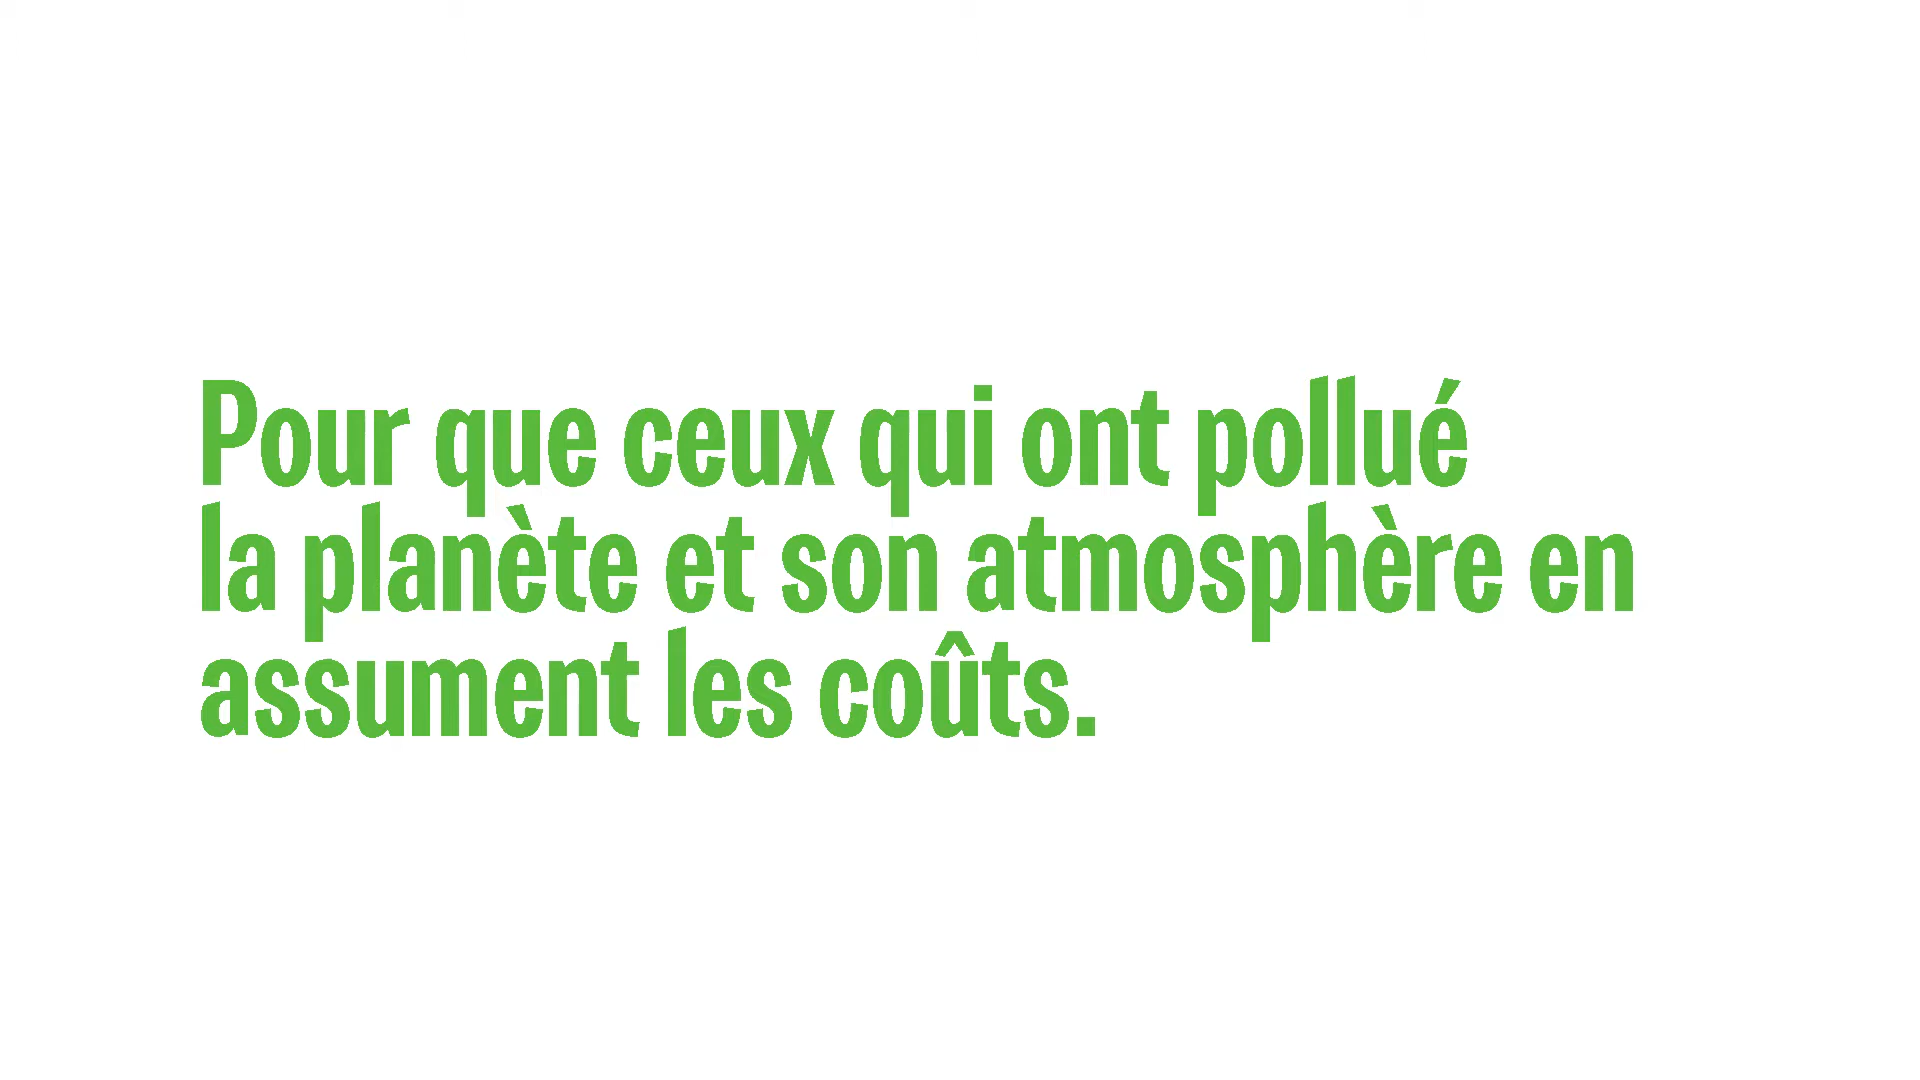 Pour que ceux qui ont pollué
la planète et son atmosphère en
assument les coûts.